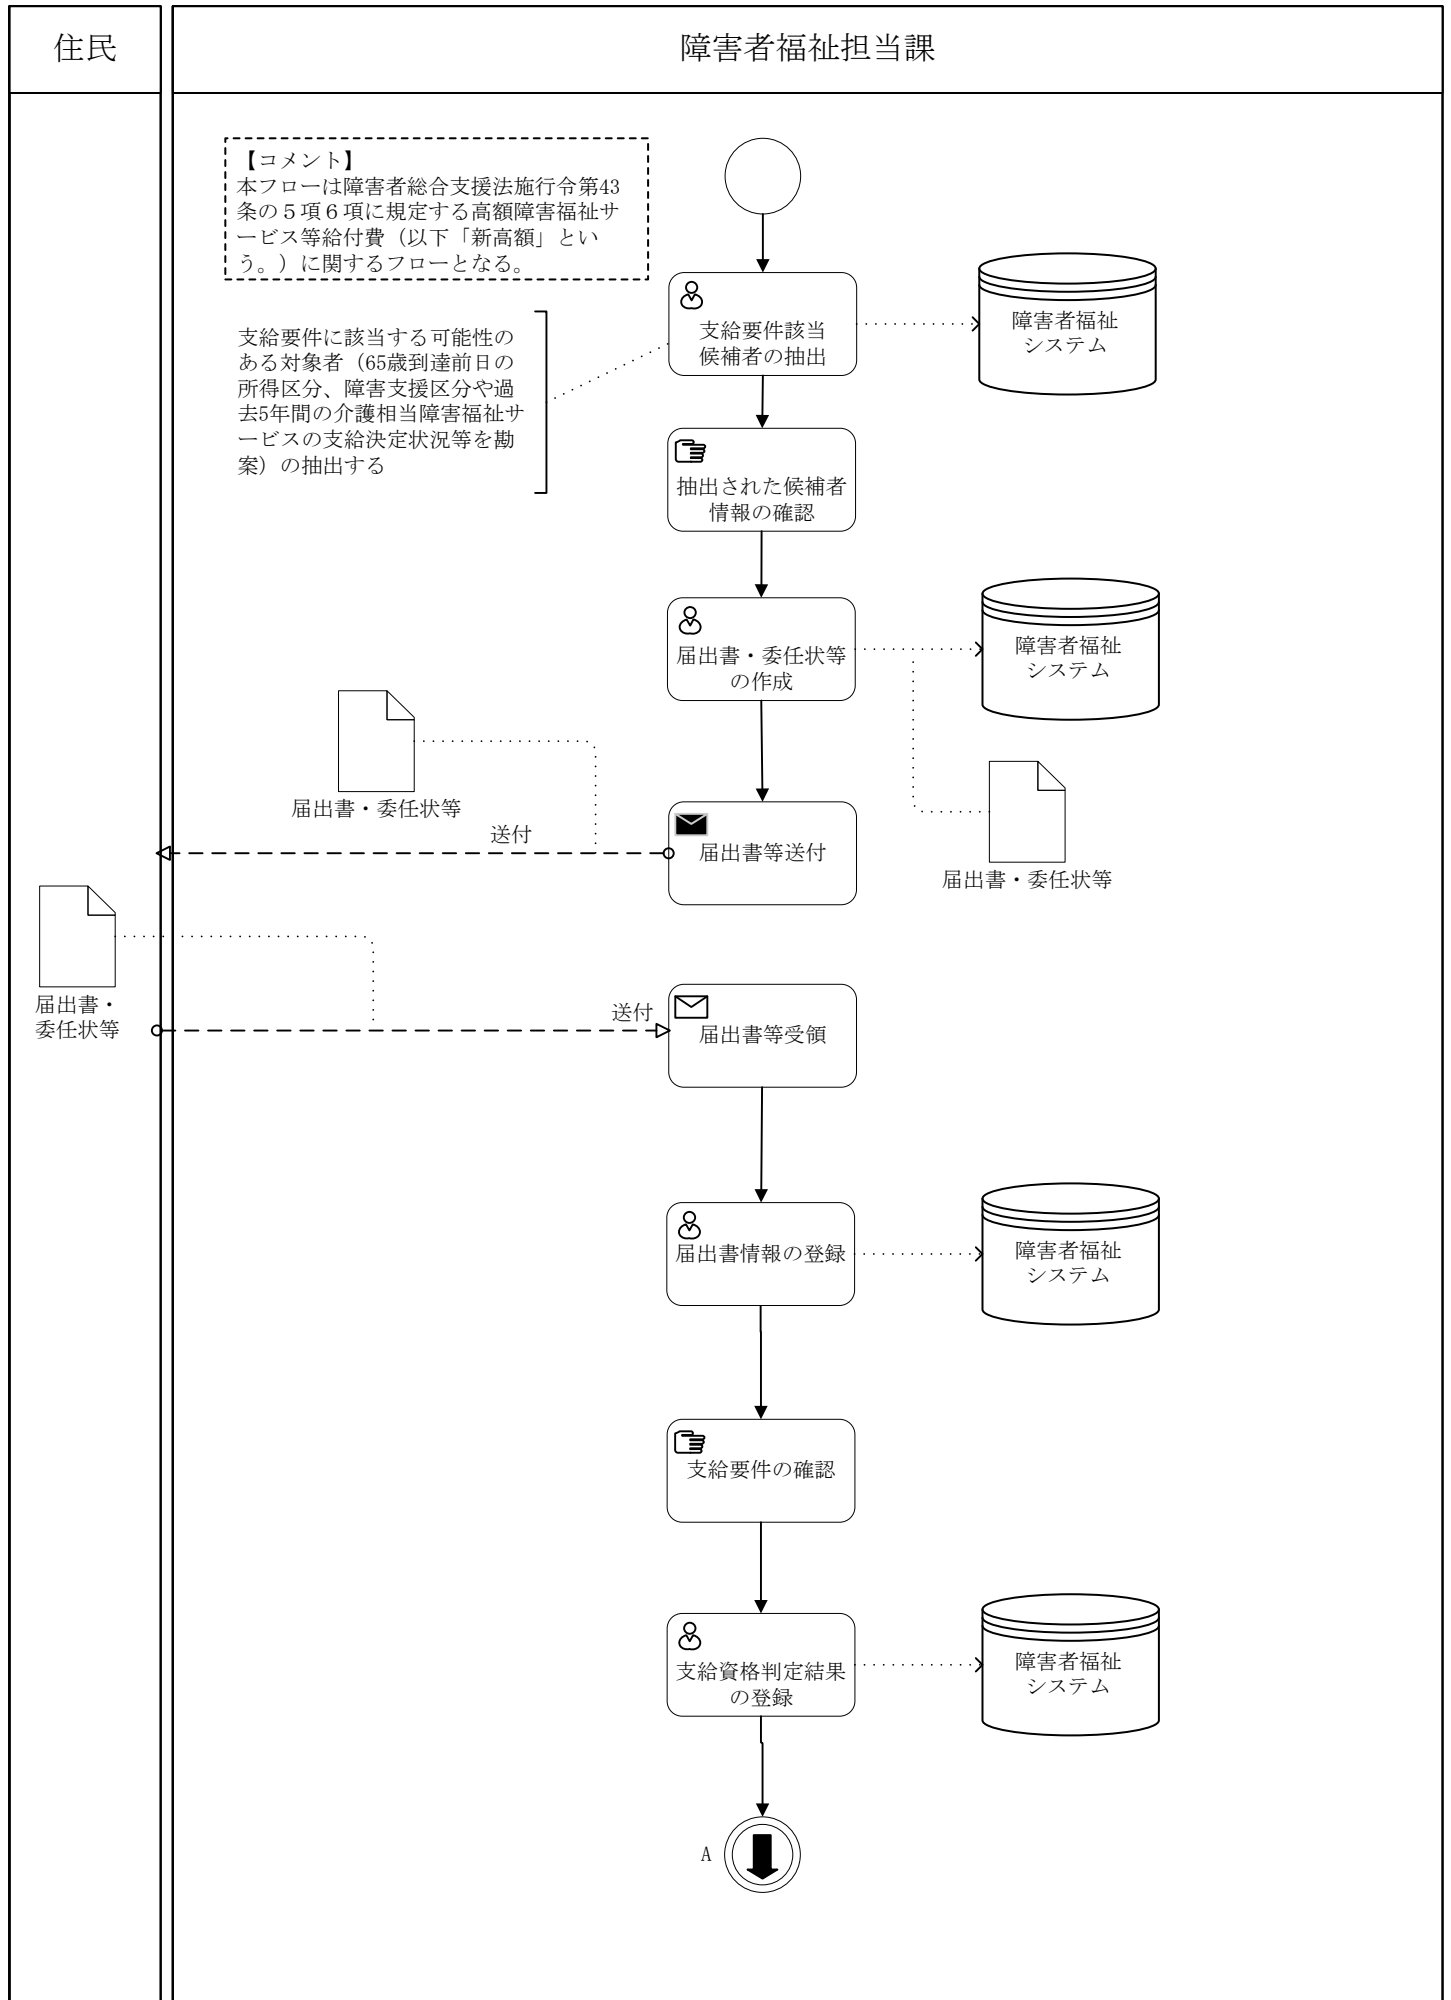 住民
障害者福祉担当課
【コメント】
本フローは障害者総合支援法施行令第43
条の５項６項に規定する高額障害福祉サ
ービス等給付費（以下「新高額」とい
う。）に関するフローとなる。
支給要件該当
候補者の抽出
障害者福祉
システム
支給要件に該当する可能性の
ある対象者（65歳到達前日の
所得区分、障害支援区分や過
去5年間の介護相当障害福祉サ
ービスの支給決定状況等を勘
案）の抽出する
抽出された候補者
情報の確認
届出書・委任状等
の作成
障害者福祉
システム
届出書・委任状等
送付
届出書等送付
届出書・委任状等
届出書・
委任状等
送付
届出書等受領
届出書情報の登録
障害者福祉
システム
支給要件の確認
支給資格判定結果
の登録
障害者福祉
システム
A